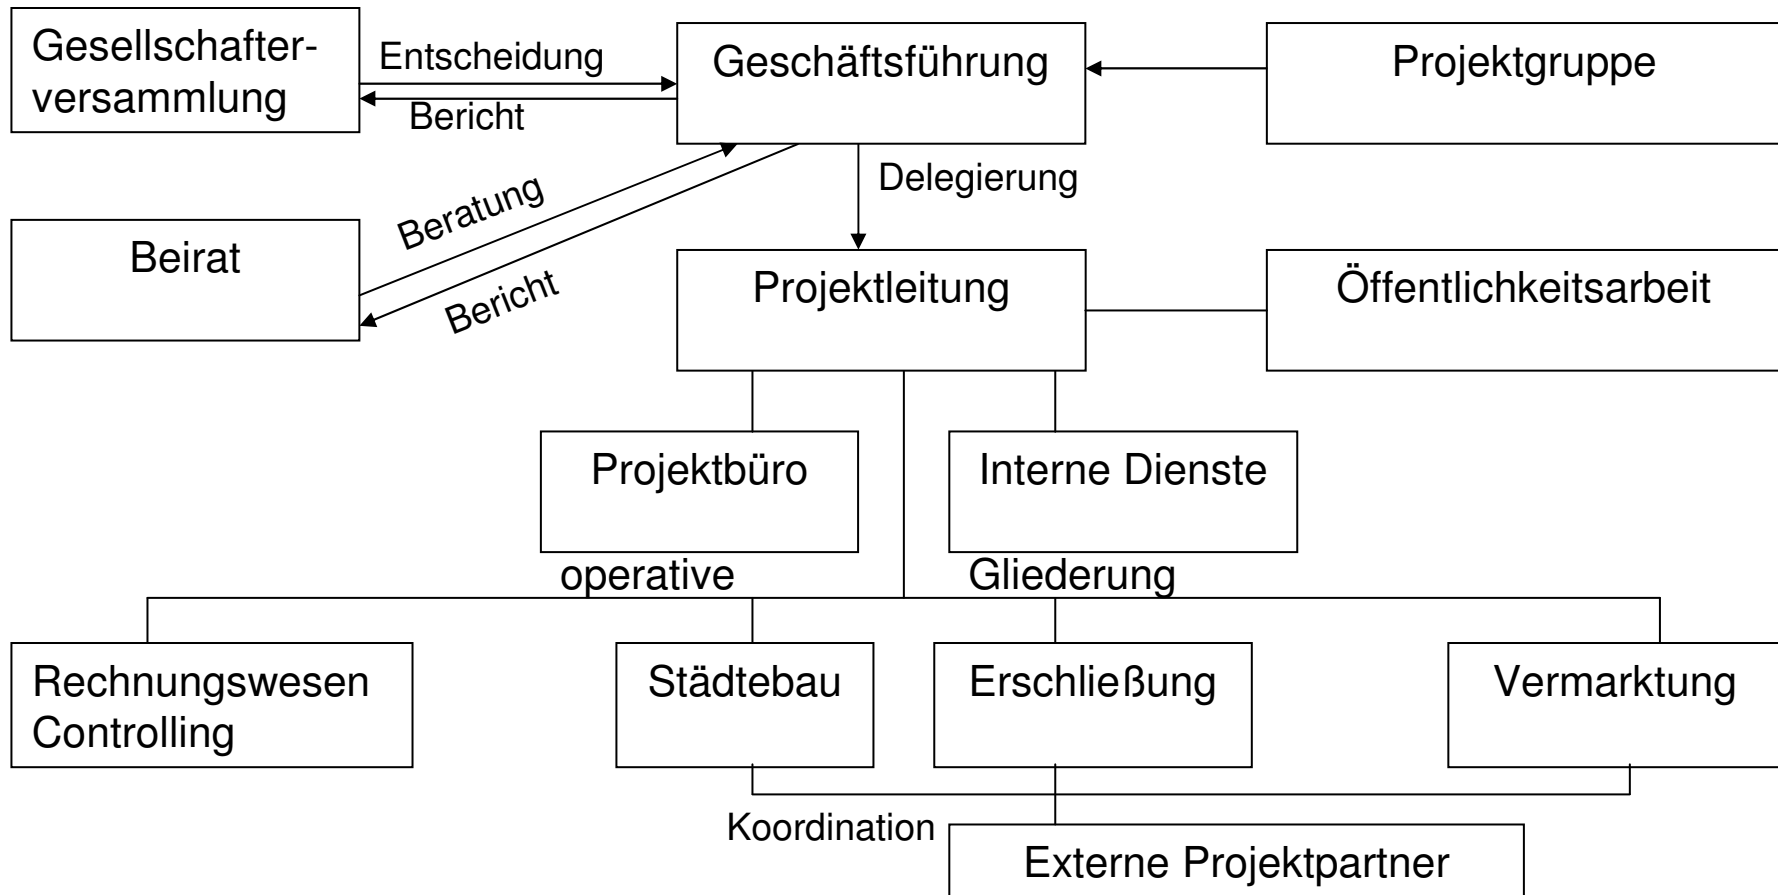 Gesellschafter-
versammlung
Entscheidung
Bericht
Geschäftsführung
Projektgruppe
Delegierung
Beratung
Bericht
Beirat
Projektleitung
Öffentlichkeitsarbeit
Projektbüro
Interne Dienste
operative Gliederung
Rechnungswesen
Controlling
Städtebau
Erschließung
Vermarktung
Koordination
Externe Projektpartner